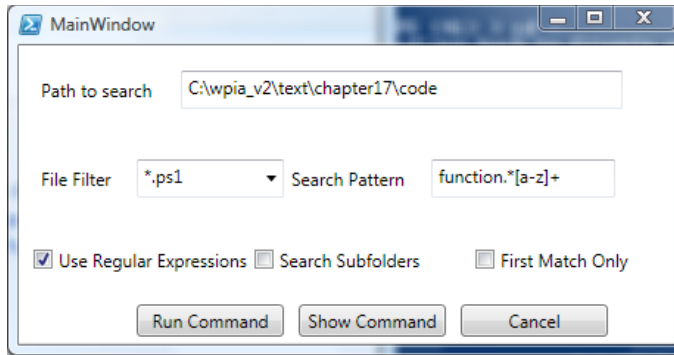 MainWindow
Path to search C:\wpia_v2\text\chapter17\code
File Filter *.ps1 Search Pattern function.*[a-z]+
Use Regular Expressions Search Subfolders First Match Only
Run Command Show Command Cancel